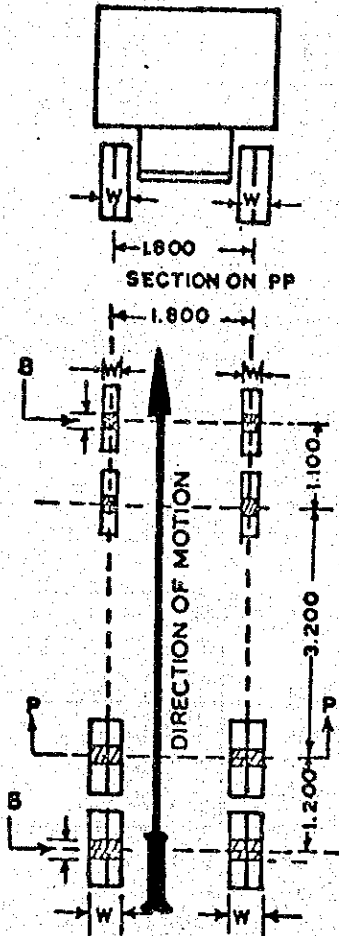 W
W
1.800
SECTION ON PP
1.800
B
W
W
1.100
DIRECTION OF MOTION
3.200
P
P
B
1.200
W
W